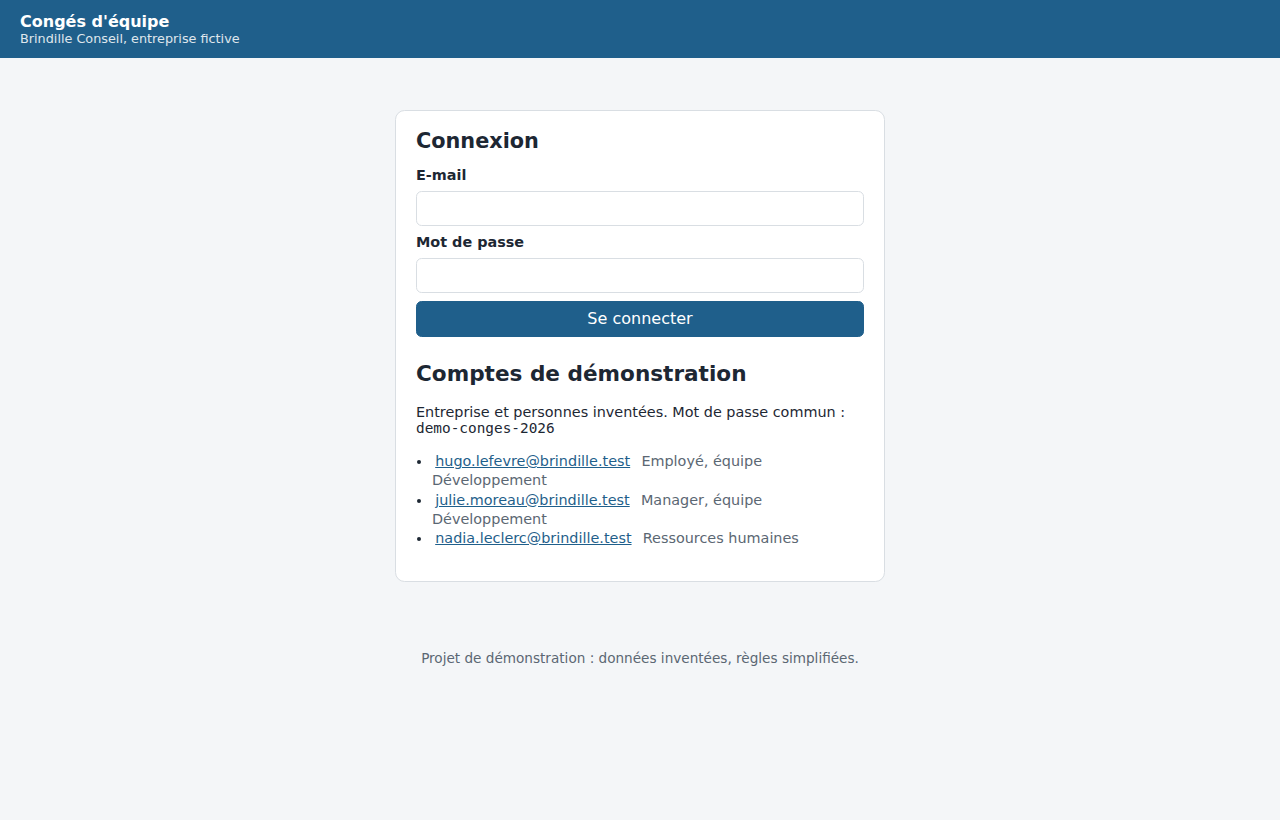 Congés d'équipe
Brindille Conseil, entreprise fictive
Connexion
E-mail
Mot de passe
Se connecter
Comptes de démonstration
Entreprise et personnes inventées. Mot de passe commun :
demo-conges-2026
hugo.lefevre@brindille.test Employé, équipe
Développement
julie.moreau@brindille.test Manager, équipe
Développement
nadia.leclerc@brindille.test Ressources humaines
Projet de démonstration : données inventées, règles simplifiées.